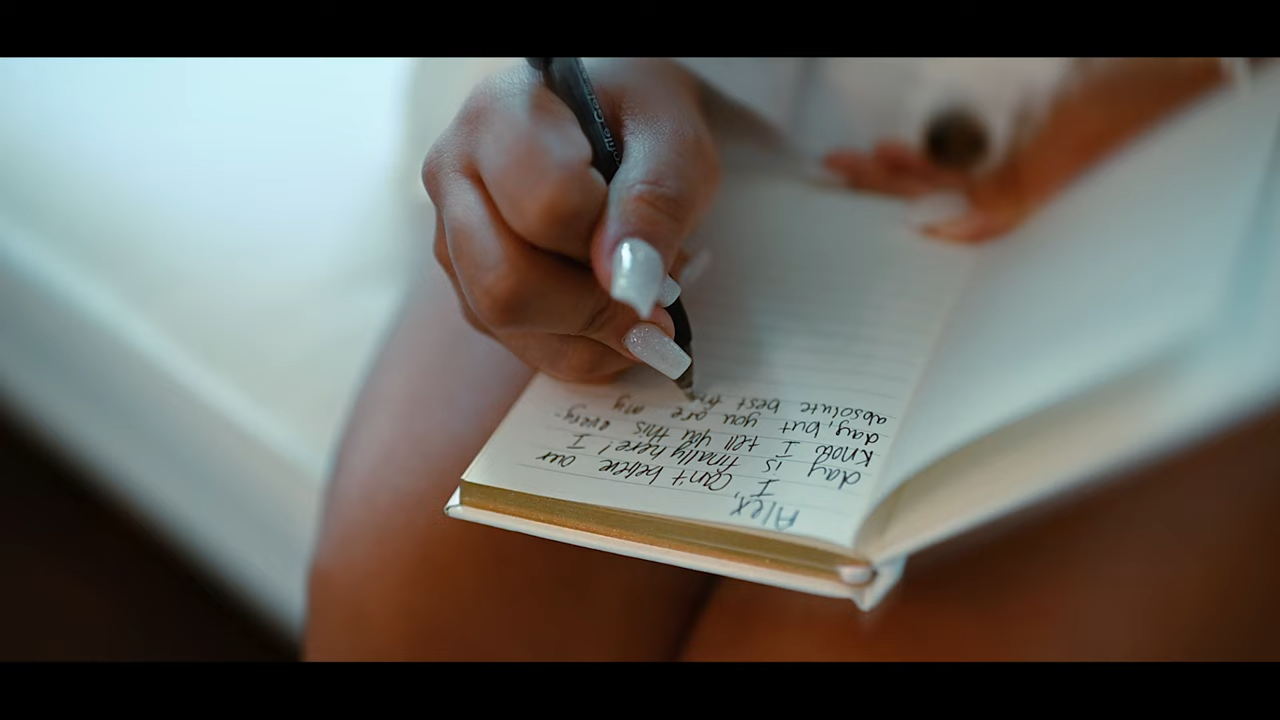 Alex,
I can't believe our
day is finally here! I
know I tell you this every-
day, but you are my
absolute best